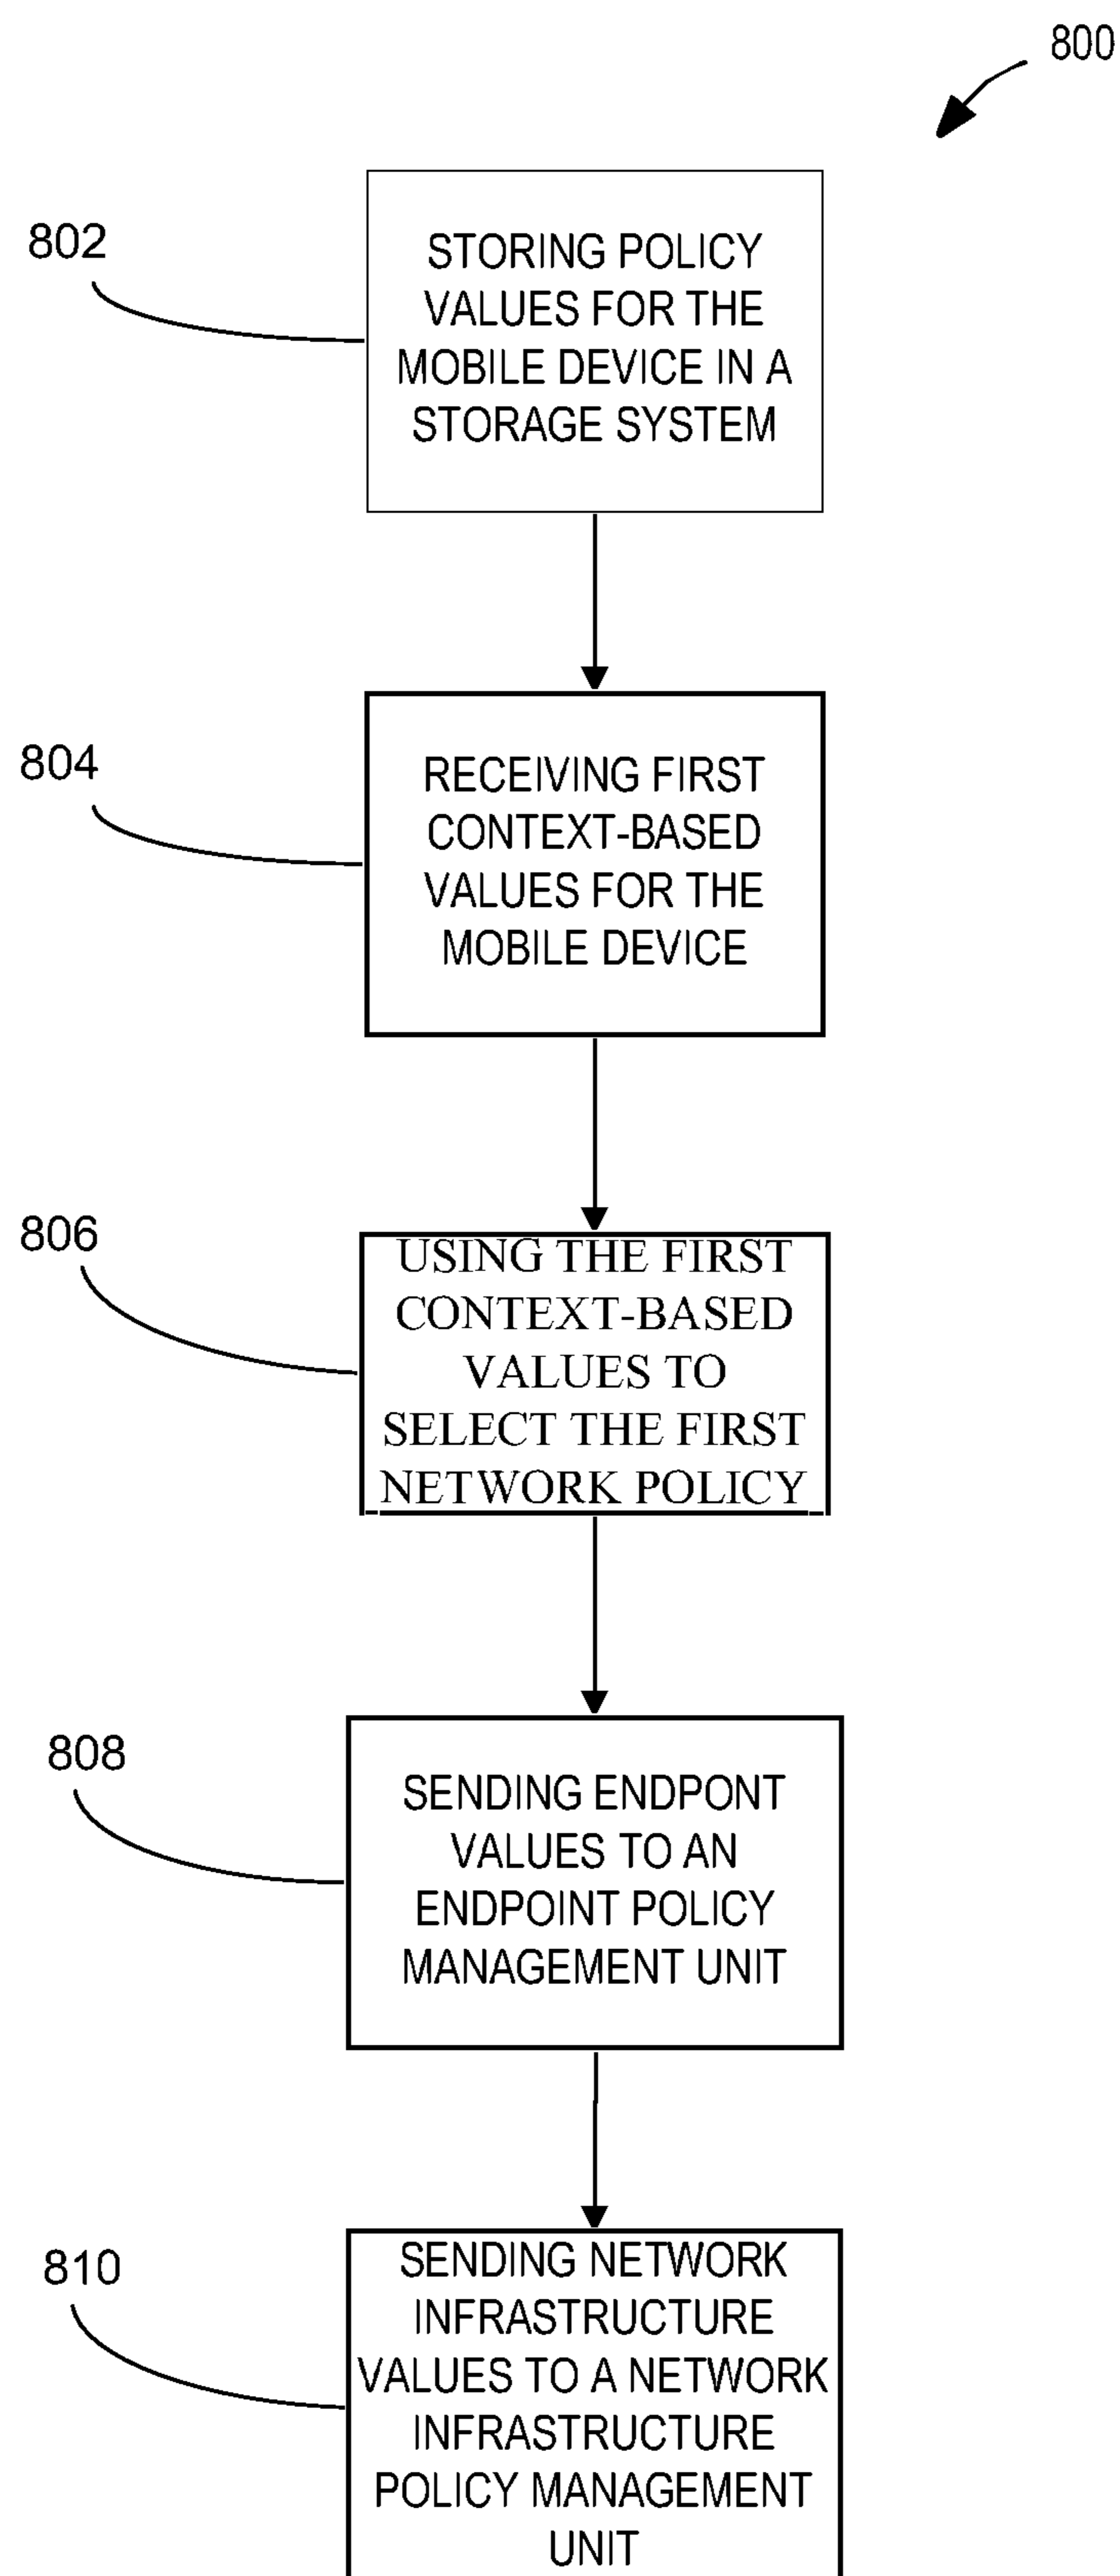 800
802
STORING POLICY
VALUES FOR THE
MOBILE DEVICE IN A
STORAGE SYSTEM
804
RECEIVING FIRST
CONTEXT-BASED
VALUES FOR THE
MOBILE DEVICE
806
USING THE FIRST
CONTEXT-BASED
VALUES TO
SELECT THE FIRST
NETWORK POLICY
808
SENDING ENDPONT
VALUES TO AN
ENDPOINT POLICY
MANAGEMENT UNIT
810
SENDING NETWORK
INFRASTRUCTURE
VALUES TO A NETWORK
INFRASTRUCTURE
POLICY MANAGEMENT
UNIT